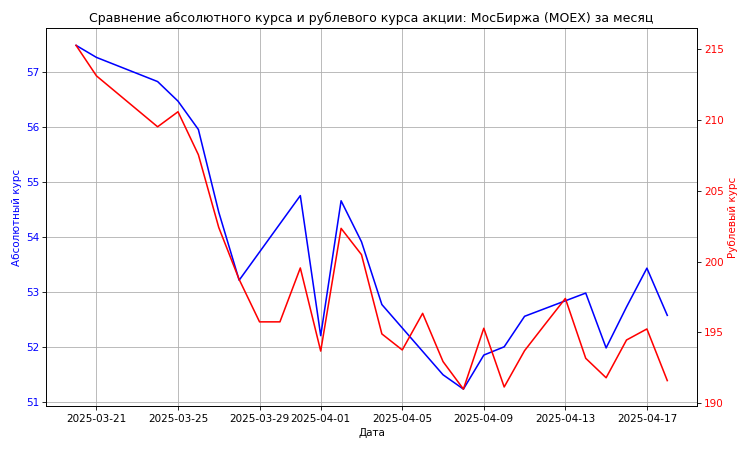 Сравнение абсолютного курса и рублевого курса акции: МосБиржа (MOEX) за месяц
Абсолютный курс
57
56
55
54
53
52
51
215
210
205
200
195
190
Рублевый курс
2025-03-21 2025-03-25 2025-03-29 2025-04-01 2025-04-05 2025-04-09 2025-04-13 2025-04-17
Дата